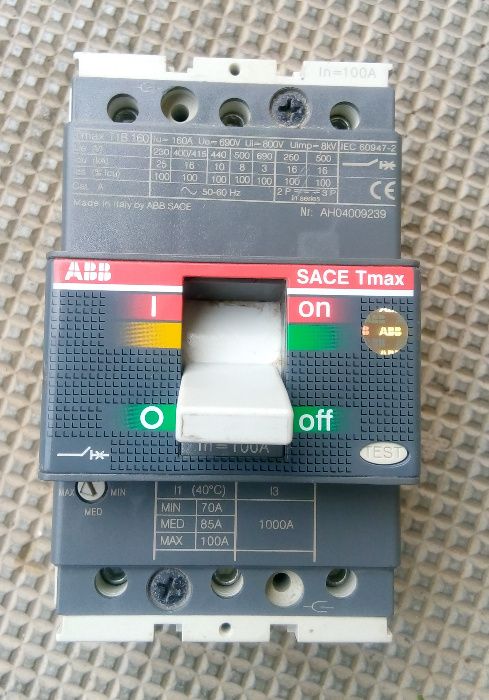 In=100A
Tmax T1B 160 Iu= 160A Ue=690V Ui=800V Uimp=8kV IEC 60947-2
Ue (V) 230 400/415 440 500 690 250 500
Icu (kA) 25 16 10 8 3 16 16
Ics (% Icu) 100 100 100 100 100 100 100
Cat. A 50-60 Hz 2 P 3 P in series CE
Made in Italy by ABB SACE
Nr: AH04009239
ABB SACE Tmax
I on
ABB
O off
In=100A
TEST
MAX MIN
MED
I1 (40°C) I3
MIN 70A
MED 85A 1000A
MAX 100A